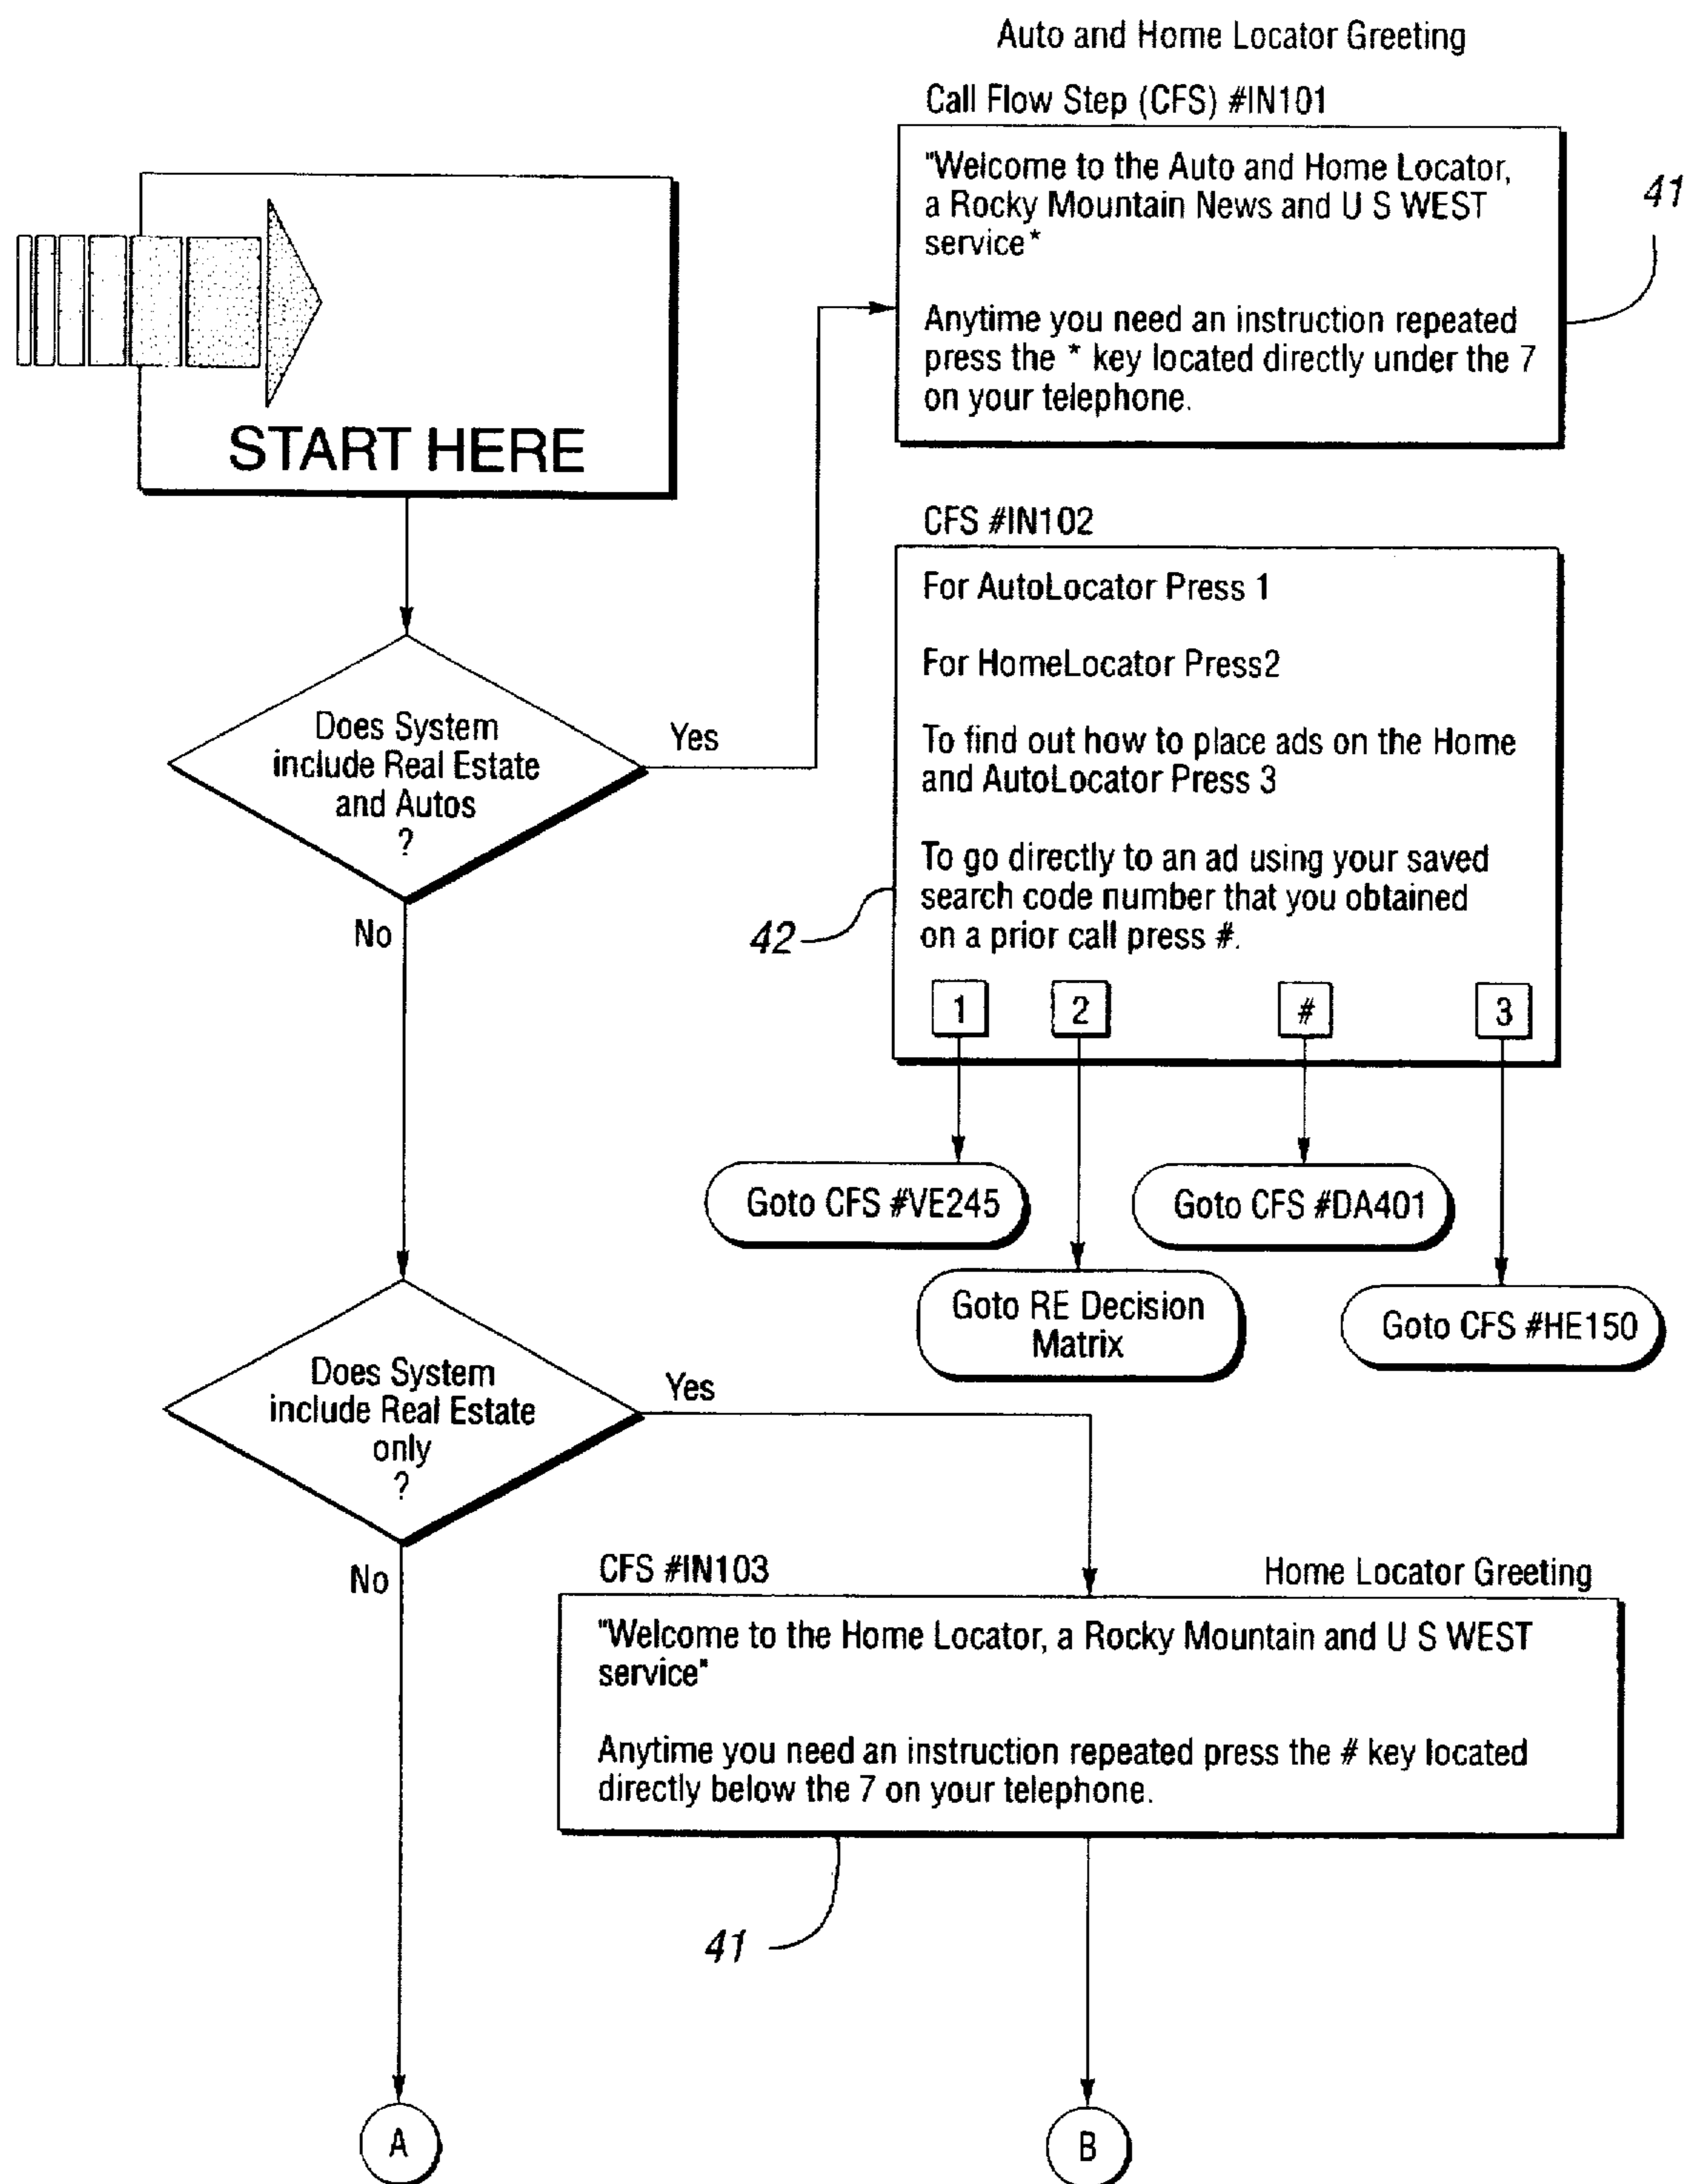 Auto and Home Locator Greeting
Call Flow Step (CFS) #IN101
"Welcome to the Auto and Home Locator,
a Rocky Mountain News and U S WEST
service*
Anytime you need an instruction repeated
press the * key located directly under the 7
on your telephone.
41
START HERE
Does System
include Real Estate
and Autos
?
Yes
No
CFS #IN102
For AutoLocator Press 1
For HomeLocator Press2
To find out how to place ads on the Home
and AutoLocator Press 3
To go directly to an ad using your saved
search code number that you obtained
on a prior call press #.
42
1 2 # 3
Goto CFS #VE245
Goto CFS #DA401
Goto RE Decision
Matrix
Goto CFS #HE150
Does System
include Real Estate
only
?
Yes
No
CFS #IN103
Home Locator Greeting
"Welcome to the Home Locator, a Rocky Mountain and U S WEST
service"
Anytime you need an instruction repeated press the # key located
directly below the 7 on your telephone.
41
A
B